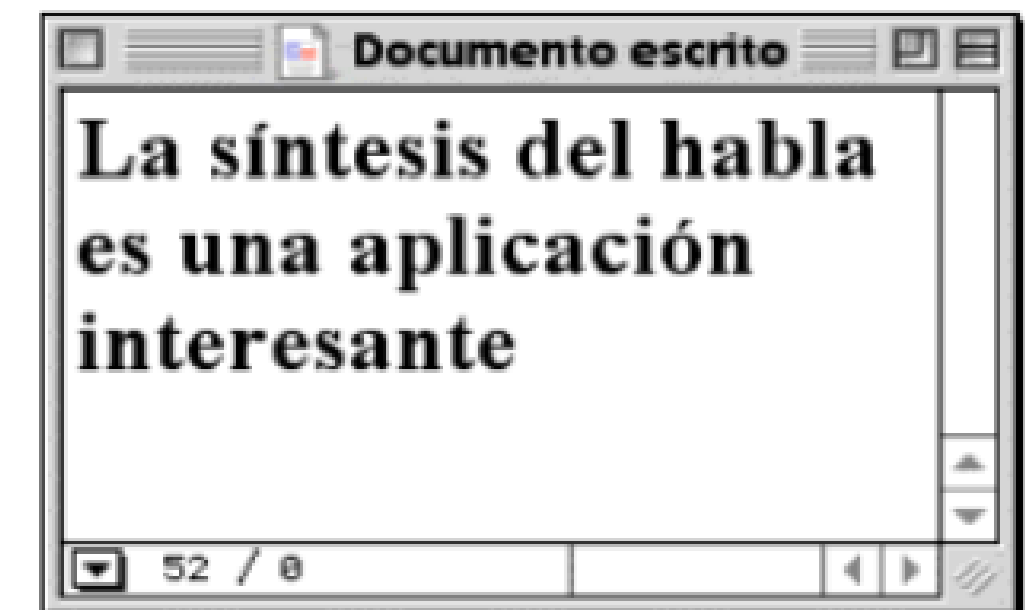 Documento escrito
La síntesis del habla
es una aplicación
interesante
52 / 0